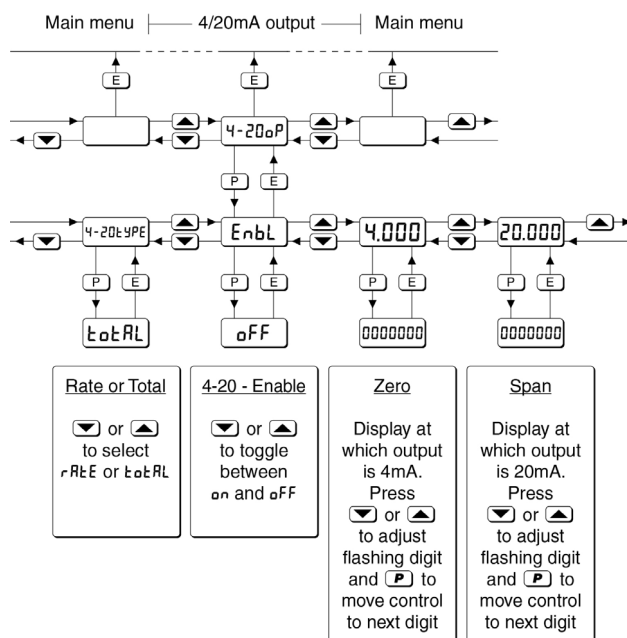 Main menu 4/20mA output Main menu
E E E
4-20oP
P E
4-20tYPE EnbL 4.000 20.000
P E P E P E P E
totAL oFF 0000000 0000000
Rate or Total
or
to select
rAtE or totAL
4-20 - Enable
or
to toggle
between
on and oFF
Zero
Display at
which output
is 4mA.
Press
or
to adjust
flashing digit
and P to
move control
to next digit
Span
Display at
which output
is 20mA.
Press
or
to adjust
flashing digit
and P to
move control
to next digit